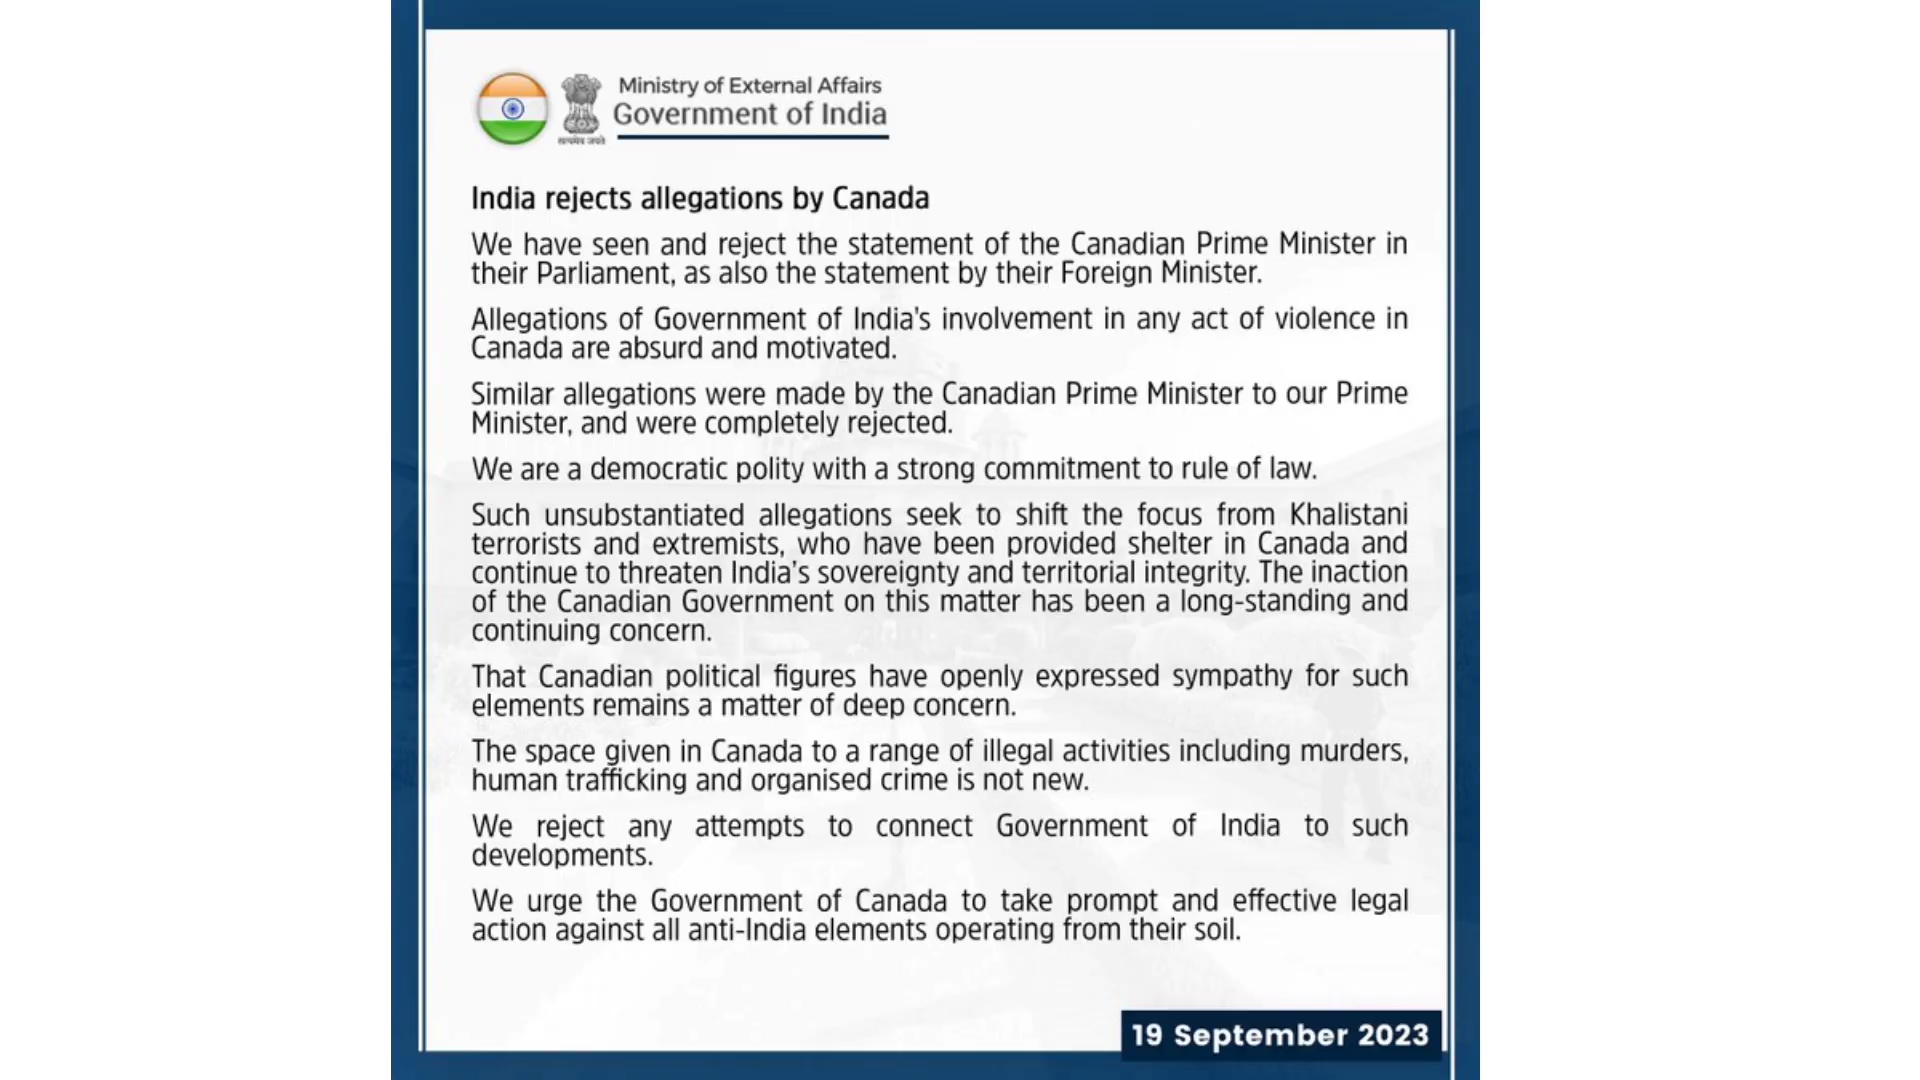 Ministry of External Affairs
Government of India
सत्यमेव जयते
India rejects allegations by Canada
We have seen and reject the statement of the Canadian Prime Minister in
their Parliament, as also the statement by their Foreign Minister.
Allegations of Government of India's involvement in any act of violence in
Canada are absurd and motivated.
Similar allegations were made by the Canadian Prime Minister to our Prime
Minister, and were completely rejected.
We are a democratic polity with a strong commitment to rule of law.
Such unsubstantiated allegations seek to shift the focus from Khalistani
terrorists and extremists, who have been provided shelter in Canada and
continue to threaten India’s sovereignty and territorial integrity. The inaction
of the Canadian Government on this matter has been a long-standing and
continuing concern.
That Canadian political figures have openly expressed sympathy for such
elements remains a matter of deep concern.
The space given in Canada to a range of illegal activities including murders,
human trafficking and organised crime is not new.
We reject any attempts to connect Government of India to such
developments.
We urge the Government of Canada to take prompt and effective legal
action against all anti-India elements operating from their soil.
19 September 2023